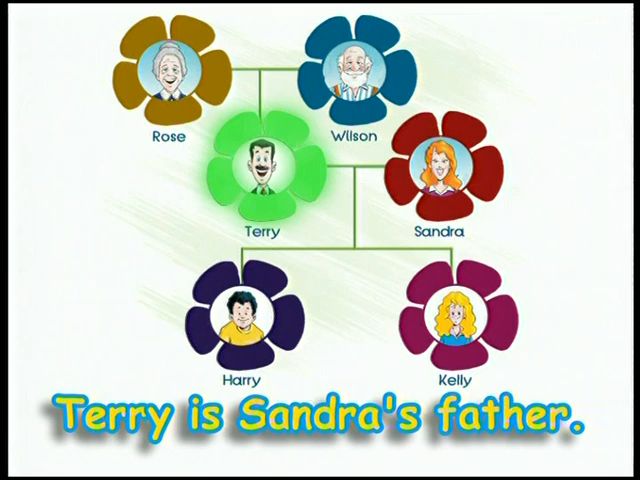 Rose
Wilson
Terry
Sandra
Harry
Kelly
Terry is Sandra's father.